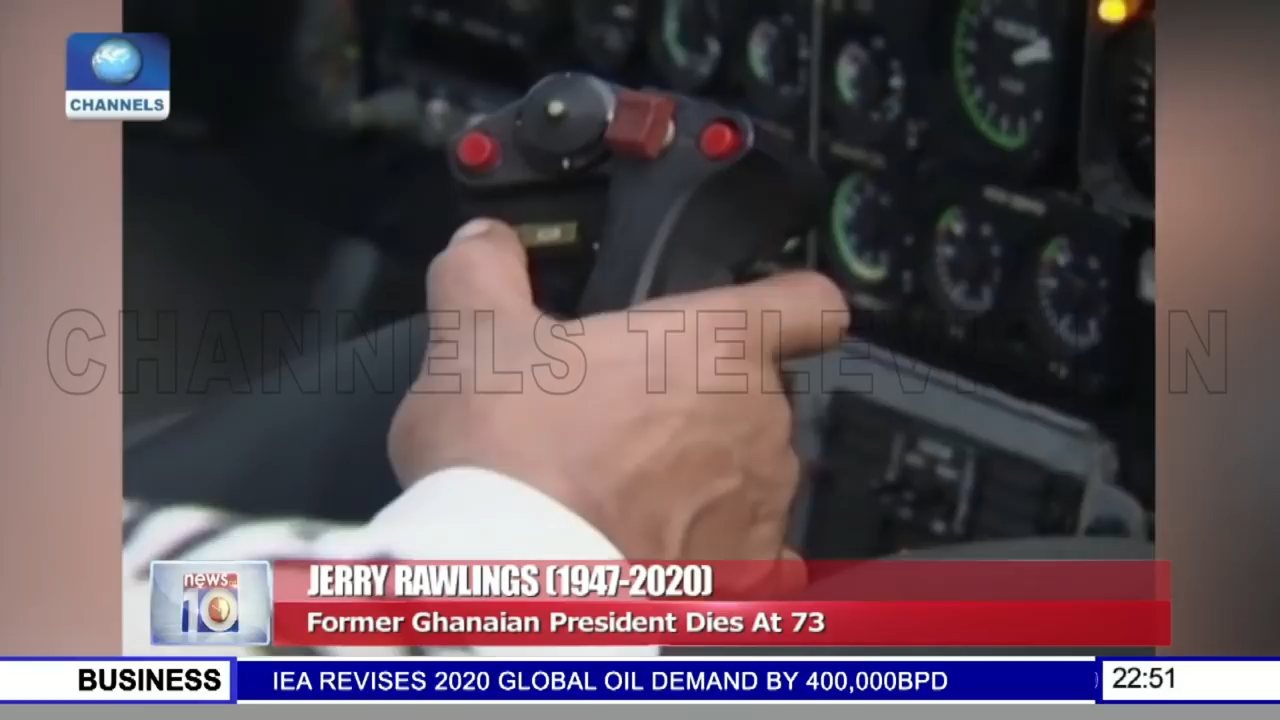 CHANNELS
CHANNELS TELEVISION
news
10
JERRY RAWLINGS (1947-2020)
Former Ghanaian President Dies At 73
BUSINESS
IEA REVISES 2020 GLOBAL OIL DEMAND BY 400,000BPD
22:51